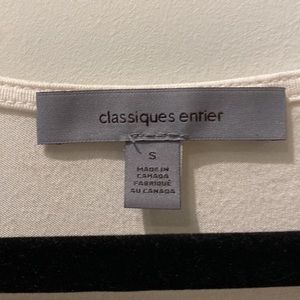 classiques entier
S
MADE IN
CANADA
FABRIQUÉ
AU CANADA